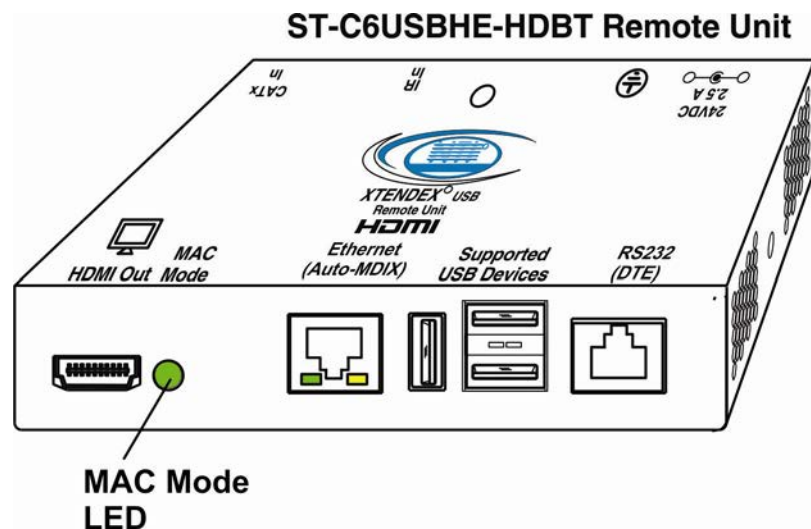 ST-C6USBHE-HDBT Remote Unit
CATx
In
IR
In
24VDC
2.5 A
XTENDEX USB
Remote Unit
HDMI
HDMI Out
MAC
Mode
Ethernet
(Auto-MDIX)
Supported
USB Devices
RS232
(DTE)
MAC Mode
LED